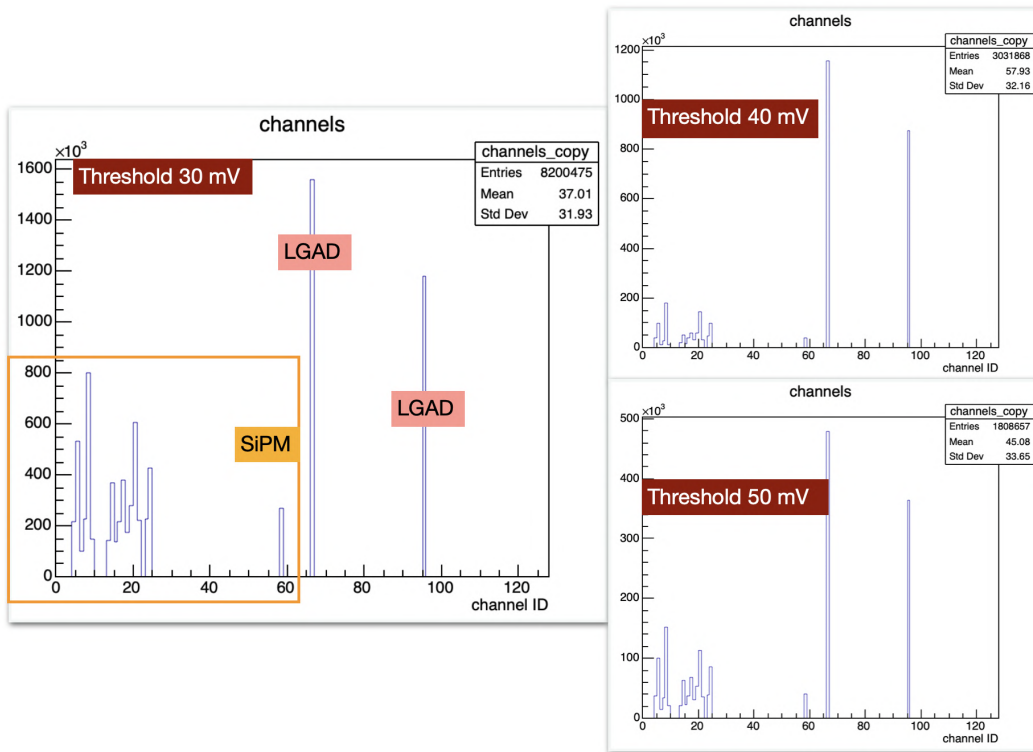 channels
×10³
Threshold 30 mV
channels_copy
Entries 8200475
Mean 37.01
Std Dev 31.93
1600
1400
1200
1000
800
600
400
200
0
LGAD
LGAD
SiPM
0 20 40 60 80 100 120
channel ID
channels
×10³
Threshold 40 mV
channels_copy
Entries 3031868
Mean 57.93
Std Dev 32.16
1200
1000
800
600
400
200
0
0 20 40 60 80 100 120
channel ID
channels
×10³
Threshold 50 mV
channels_copy
Entries 1808657
Mean 45.08
Std Dev 33.65
500
400
300
200
100
0
0 20 40 60 80 100 120
channel ID